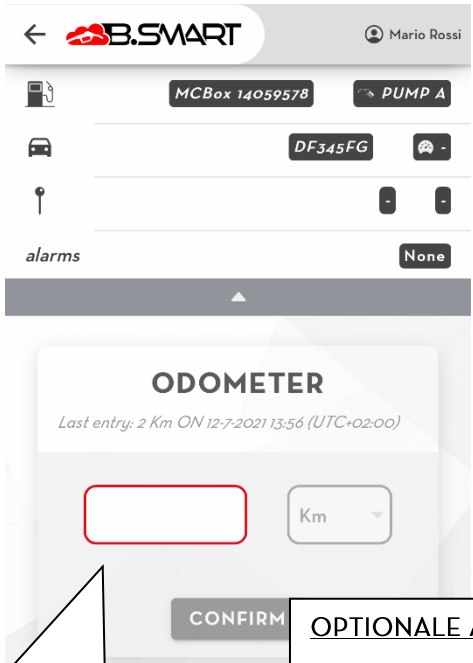 B.SMART Mario Rossi
MCBox 14059578 PUMP A
DF345FG -
- -
alarms None
ODOMETER
Last entry: 2 Km ON 12-7-2021 13:56 (UTC+02:00)
Km
CONFIRM
OPTIONALE